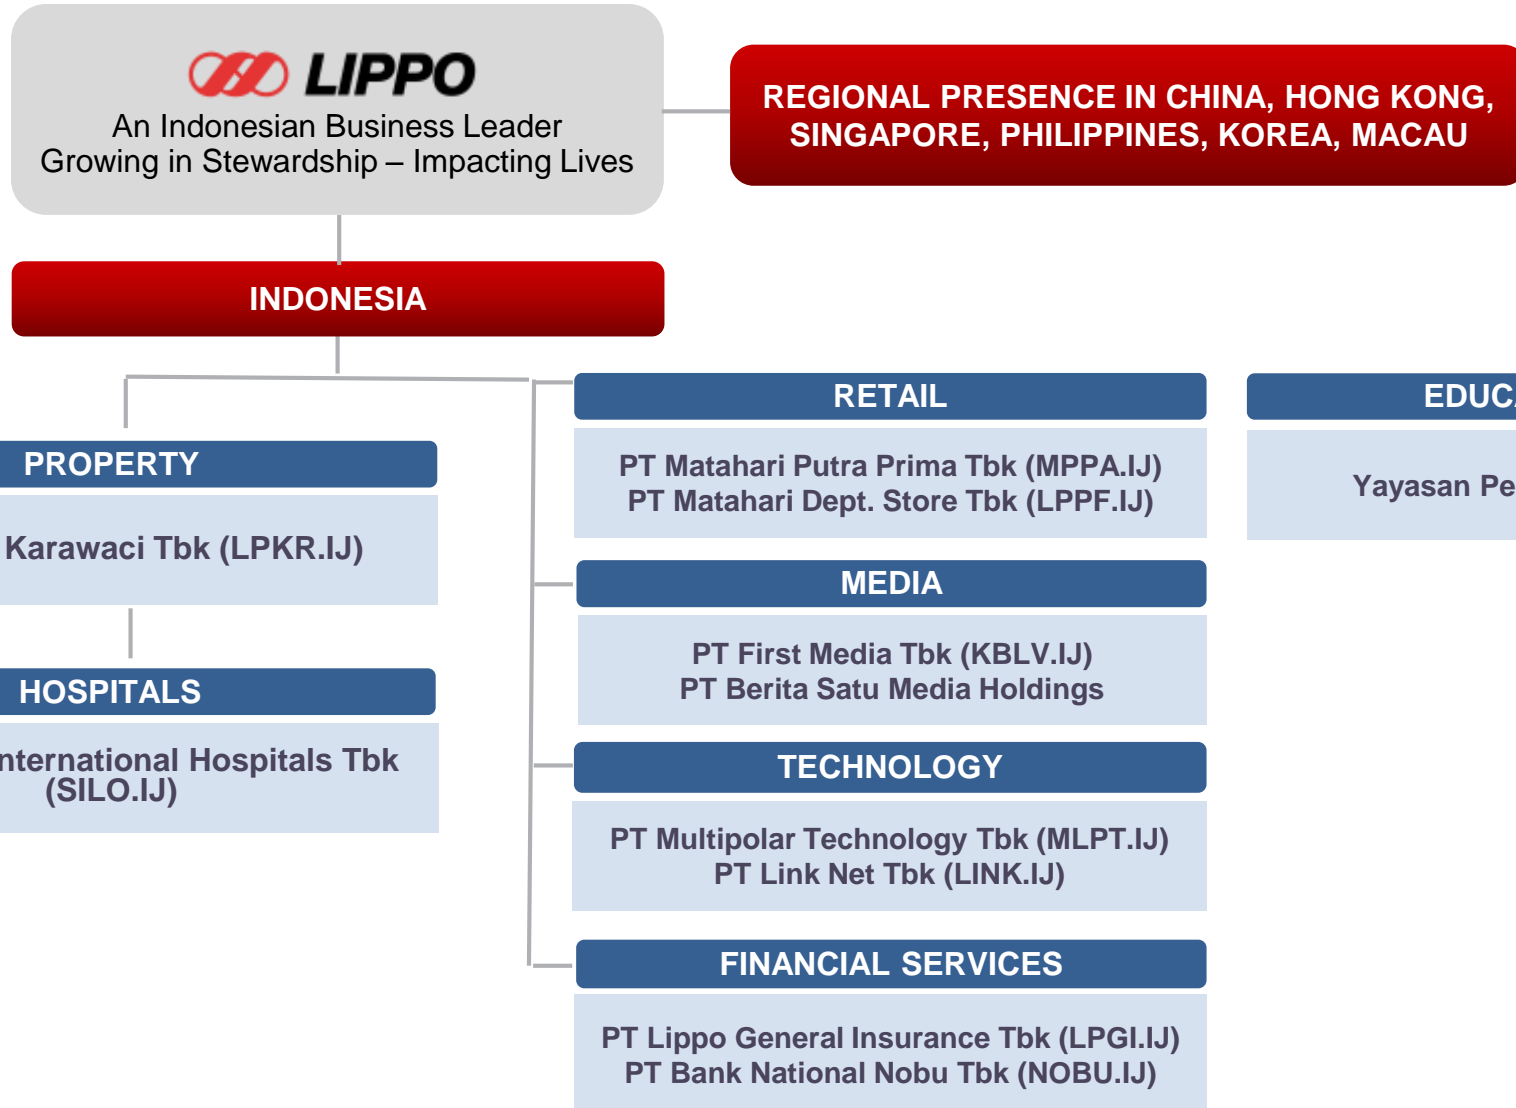 LIPPO
An Indonesian Business Leader
Growing in Stewardship – Impacting Lives
REGIONAL PRESENCE IN CHINA, HONG KONG,
SINGAPORE, PHILIPPINES, KOREA, MACAU
INDONESIA
PROPERTY
Karawaci Tbk (LPKR.IJ)
HOSPITALS
International Hospitals Tbk
(SILO.IJ)
RETAIL
PT Matahari Putra Prima Tbk (MPPA.IJ)
PT Matahari Dept. Store Tbk (LPPF.IJ)
MEDIA
PT First Media Tbk (KBLV.IJ)
PT Berita Satu Media Holdings
TECHNOLOGY
PT Multipolar Technology Tbk (MLPT.IJ)
PT Link Net Tbk (LINK.IJ)
FINANCIAL SERVICES
PT Lippo General Insurance Tbk (LPGI.IJ)
PT Bank National Nobu Tbk (NOBU.IJ)
Yayasan